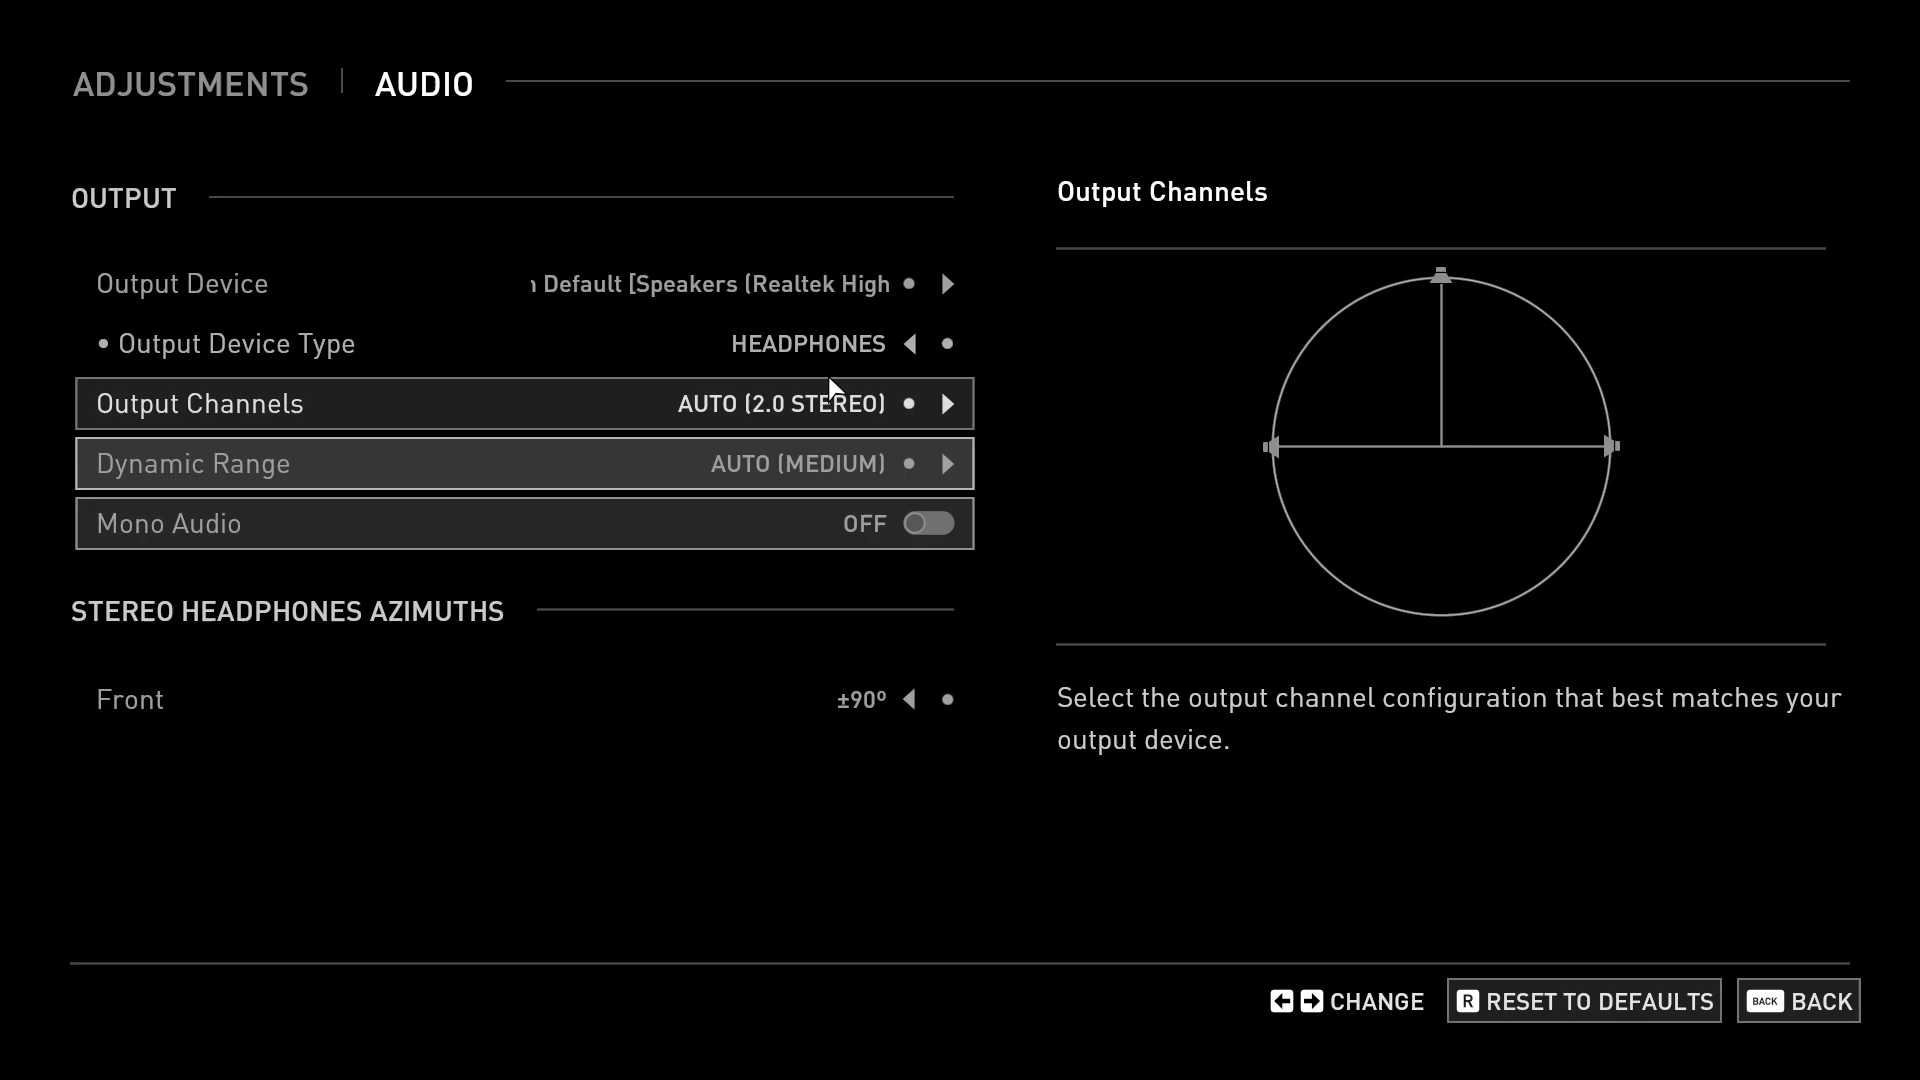 ADJUSTMENTS | AUDIO
OUTPUT
Output Device Default [Speakers (Realtek High
• Output Device Type HEADPHONES
Output Channels AUTO (2.0 STEREO)
Dynamic Range AUTO (MEDIUM)
Mono Audio OFF
STEREO HEADPHONES AZIMUTHS
Front ±90º
Output Channels
Select the output channel configuration that best matches your
output device.
CHANGE R RESET TO DEFAULTS BACK BACK